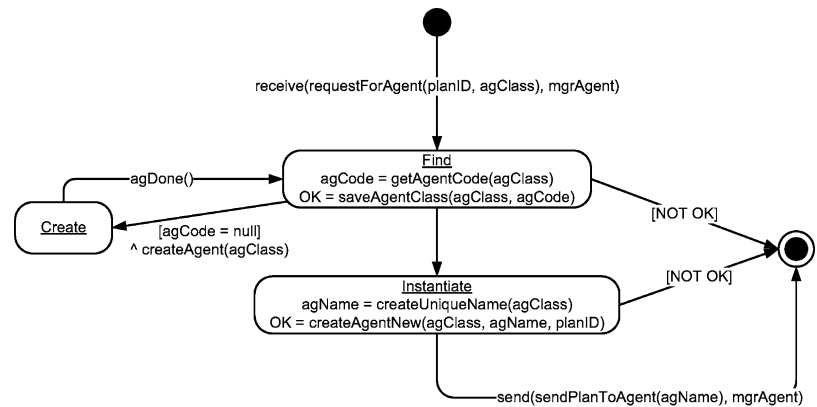 receive(requestForAgent(planID, agClass), mgrAgent)
Find
agCode = getAgentCode(agClass)
OK = saveAgentClass(agClass, agCode)
agDone()
Create
[agCode = null]
^ createAgent(agClass)
[NOT OK]
[NOT OK]
Instantiate
agName = createUniqueName(agClass)
OK = createAgentNew(agClass, agName, planID)
send(sendPlanToAgent(agName), mgrAgent)